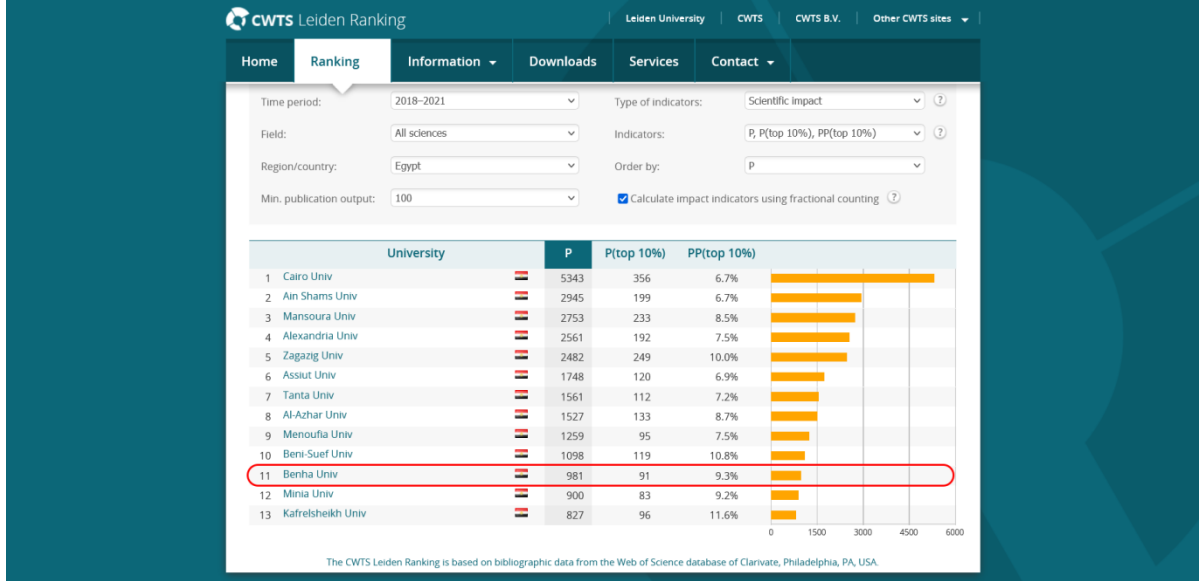 CWTS Leiden Ranking
Leiden University CWTS CWTS B.V. Other CWTS sites
Home Ranking Information Downloads Services Contact
Time period: 2018–2021 Type of indicators: Scientific impact ?
Field: All sciences Indicators: P, P(top 10%), PP(top 10%) ?
Region/country: Egypt Order by: P
Min. publication output: 100 Calculate impact indicators using fractional counting ?
University P P(top 10%) PP(top 10%)
1 Cairo Univ 5343 356 6.7%
2 Ain Shams Univ 2945 199 6.7%
3 Mansoura Univ 2753 233 8.5%
4 Alexandria Univ 2561 192 7.5%
5 Zagazig Univ 2482 249 10.0%
6 Assiut Univ 1748 120 6.9%
7 Tanta Univ 1561 112 7.2%
8 Al-Azhar Univ 1527 133 8.7%
9 Menoufia Univ 1259 95 7.5%
10 Beni-Suef Univ 1098 119 10.8%
11 Benha Univ 981 91 9.3%
12 Minia Univ 900 83 9.2%
13 Kafrelsheikh Univ 827 96 11.6%
0 1500 3000 4500 6000
The CWTS Leiden Ranking is based on bibliographic data from the Web of Science database of Clarivate, Philadelphia, PA, USA.